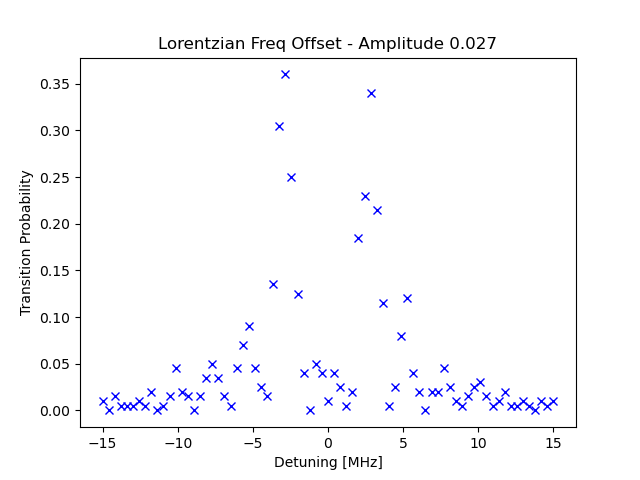 Lorentzian Freq Offset - Amplitude 0.027
Transition Probability
0.35
0.30
0.25
0.20
0.15
0.10
0.05
0.00
−15 −10 −5 0 5 10 15
Detuning [MHz]